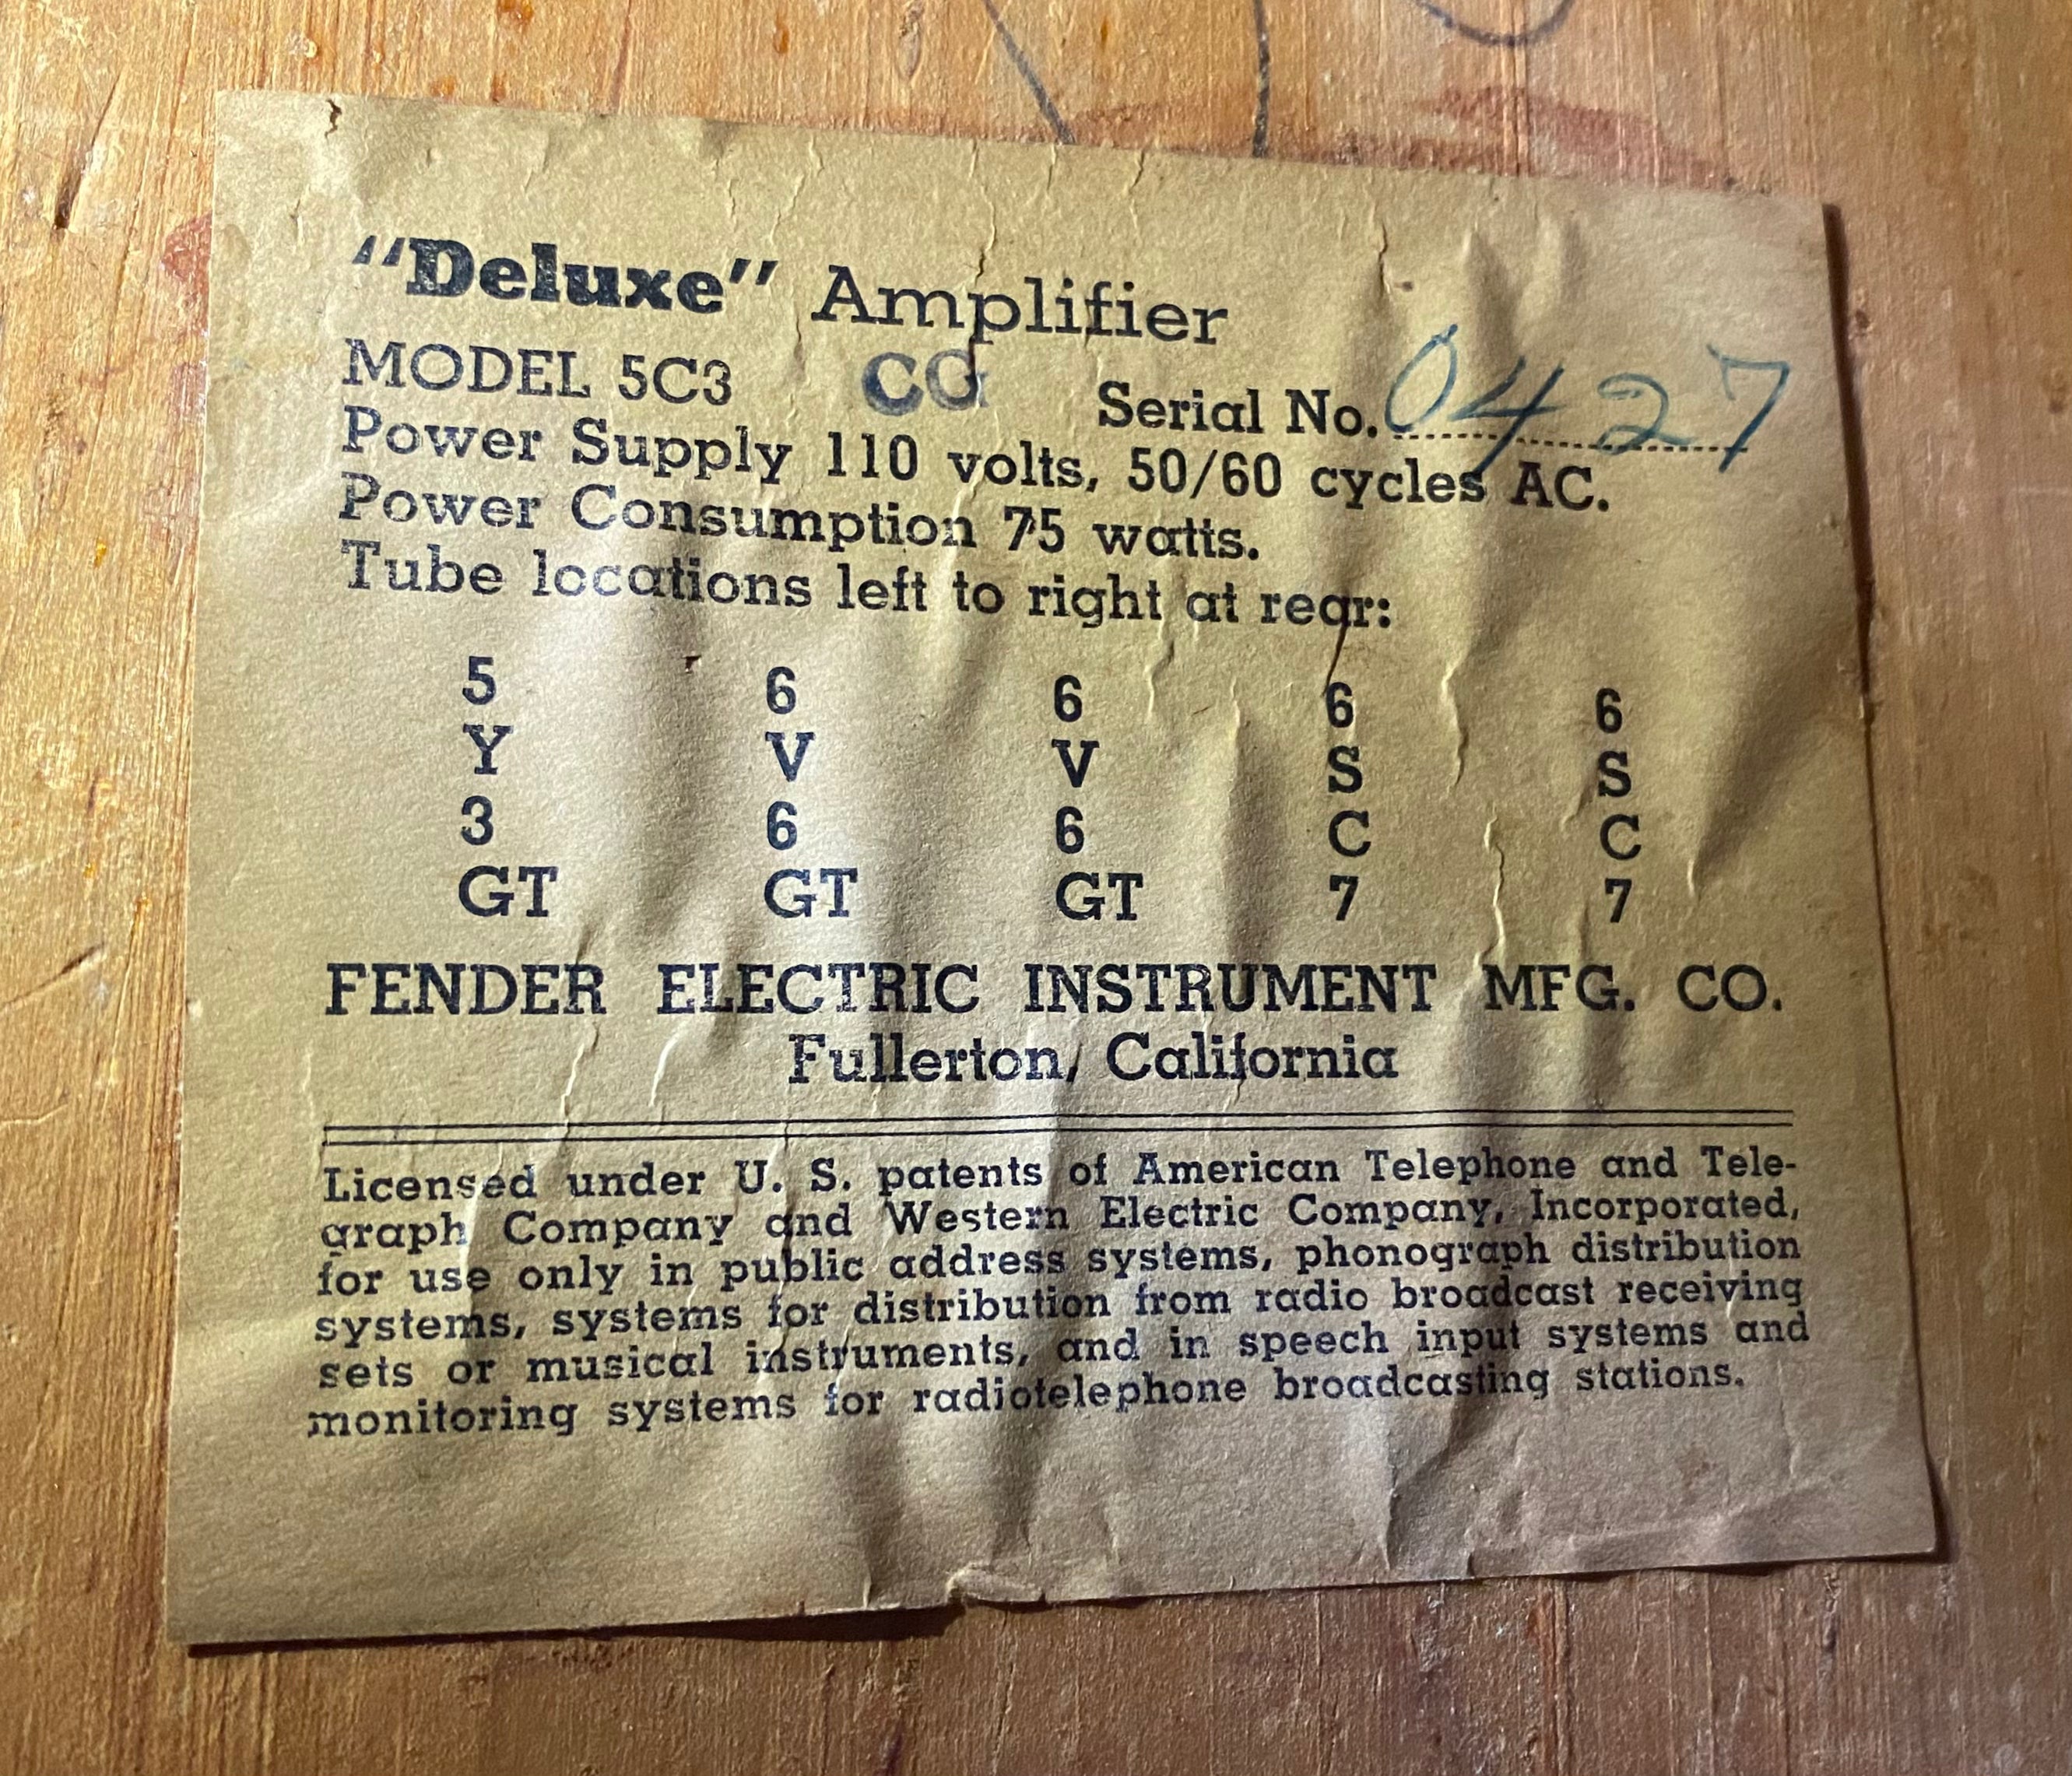 "Deluxe" Amplifier
MODEL 5C3 CG Serial No. 0427
Power Supply 110 volts, 50/60 cycles AC.
Power Consumption 75 watts.
Tube locations left to right at rear:
5 6 6 6 6
Y V V S S
3 6 6 C C
GT GT GT 7 7
FENDER ELECTRIC INSTRUMENT MFG. CO.
Fullerton, California
Licensed under U. S. patents of American Telephone and Tele-
graph Company and Western Electric Company, Incorporated,
for use only in public address systems, phonograph distribution
systems, systems for distribution from radio broadcast receiving
sets or musical instruments, and in speech input systems and
monitoring systems for radiotelephone broadcasting stations.